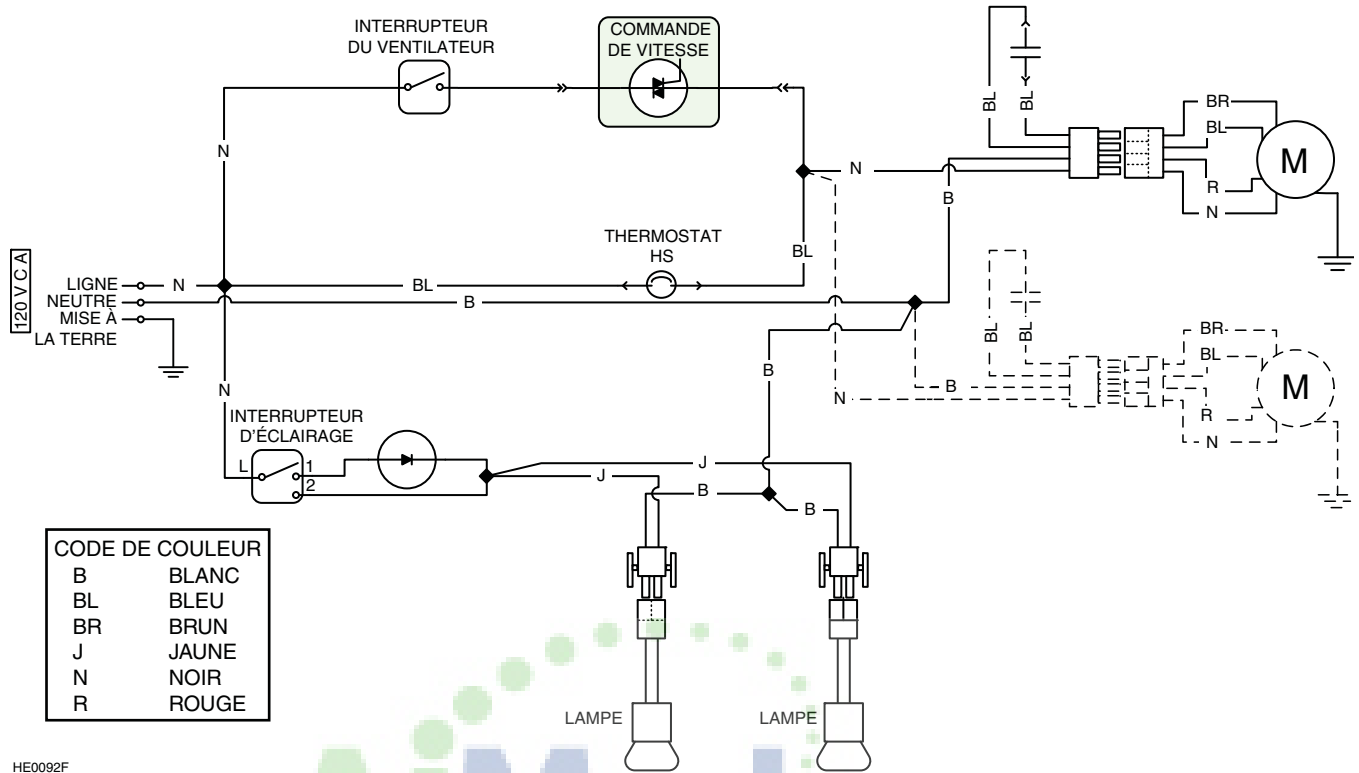 INTERRUPTEUR
DU VENTILATEUR
COMMANDE
DE VITESSE
BL
BL
BR
BL
M
R
N
N
N
B
THERMOSTAT
HS
BL
120 V C A
LIGNE
N
BL
NEUTRE
B
MISE À
LA TERRE
BL
BL
BR
BL
M
R
N
B
N
B
N
INTERRUPTEUR
D'ÉCLAIRAGE
L
1
2
J
J
B
B
CODE DE COULEUR
B BLANC
BL BLEU
BR BRUN
J JAUNE
N NOIR
R ROUGE
LAMPE
LAMPE
HE0092F